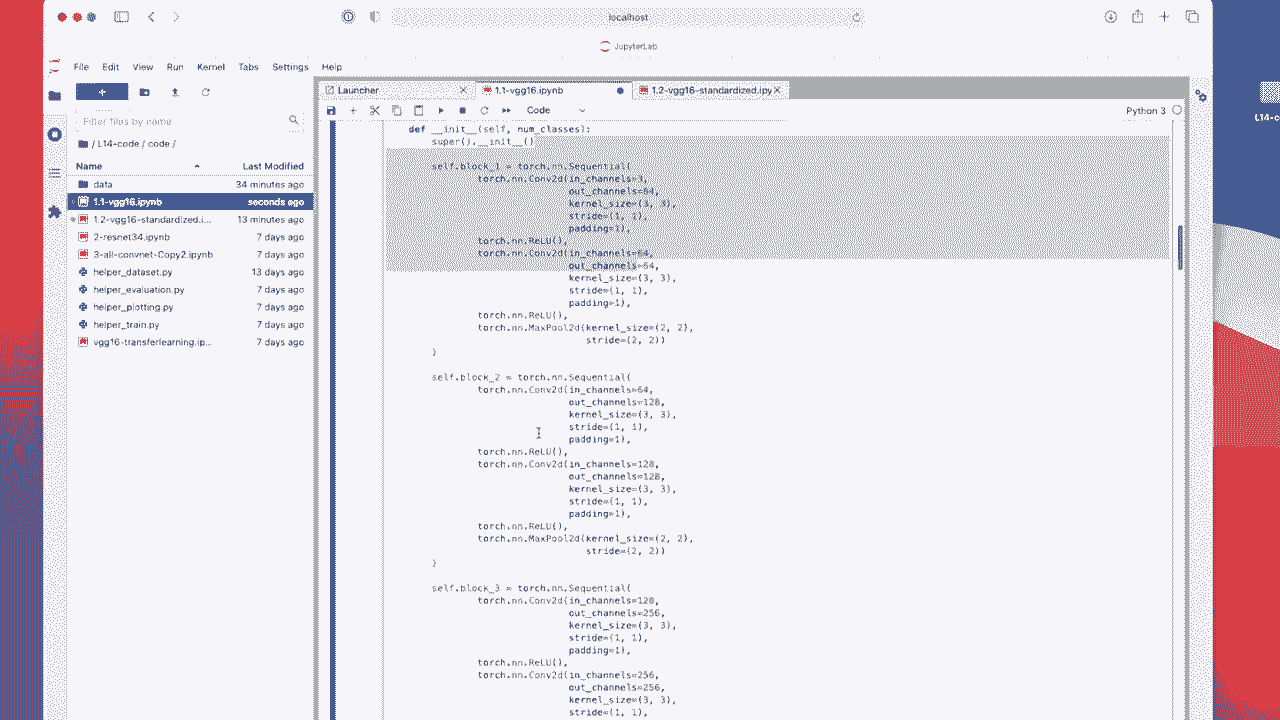 localhost
JupyterLab
File Edit View Run Kernel Tabs Settings Help
Launcher
1.1-vgg16.ipynb
1.2-vgg16-standardized.ipy
Code
Python 3
Filter files by name
/ L14-code / code /
Name Last Modified
data 34 minutes ago
1.1-vgg16.ipynb seconds ago
1.2-vgg16-standardized.i... 13 minutes ago
2-resnet34.ipynb 7 days ago
3-all-convnet-Copy2.ipynb 7 days ago
helper_dataset.py 13 days ago
helper_evaluation.py 7 days ago
helper_plotting.py 7 days ago
helper_train.py 7 days ago
vgg16-transferlearning.ip... 7 days ago
def __init__(self, num_classes):
super().__init__()
self.block_1 = torch.nn.Sequential(
torch.nn.Conv2d(in_channels=3,
out_channels=64,
kernel_size=(3, 3),
stride=(1, 1),
padding=1),
torch.nn.ReLU(),
torch.nn.Conv2d(in_channels=64,
out_channels=64,
kernel_size=(3, 3),
stride=(1, 1),
padding=1),
torch.nn.ReLU(),
torch.nn.MaxPool2d(kernel_size=(2, 2),
stride=(2, 2))
)
self.block_2 = torch.nn.Sequential(
torch.nn.Conv2d(in_channels=64,
out_channels=128,
kernel_size=(3, 3),
stride=(1, 1),
padding=1),
torch.nn.ReLU(),
torch.nn.Conv2d(in_channels=128,
out_channels=128,
kernel_size=(3, 3),
stride=(1, 1),
padding=1),
torch.nn.ReLU(),
torch.nn.MaxPool2d(kernel_size=(2, 2),
stride=(2, 2))
)
self.block_3 = torch.nn.Sequential(
torch.nn.Conv2d(in_channels=128,
out_channels=256,
kernel_size=(3, 3),
stride=(1, 1),
padding=1),
torch.nn.ReLU(),
torch.nn.Conv2d(in_channels=256,
out_channels=256,
kernel_size=(3, 3),
stride=(1, 1),
L14-c